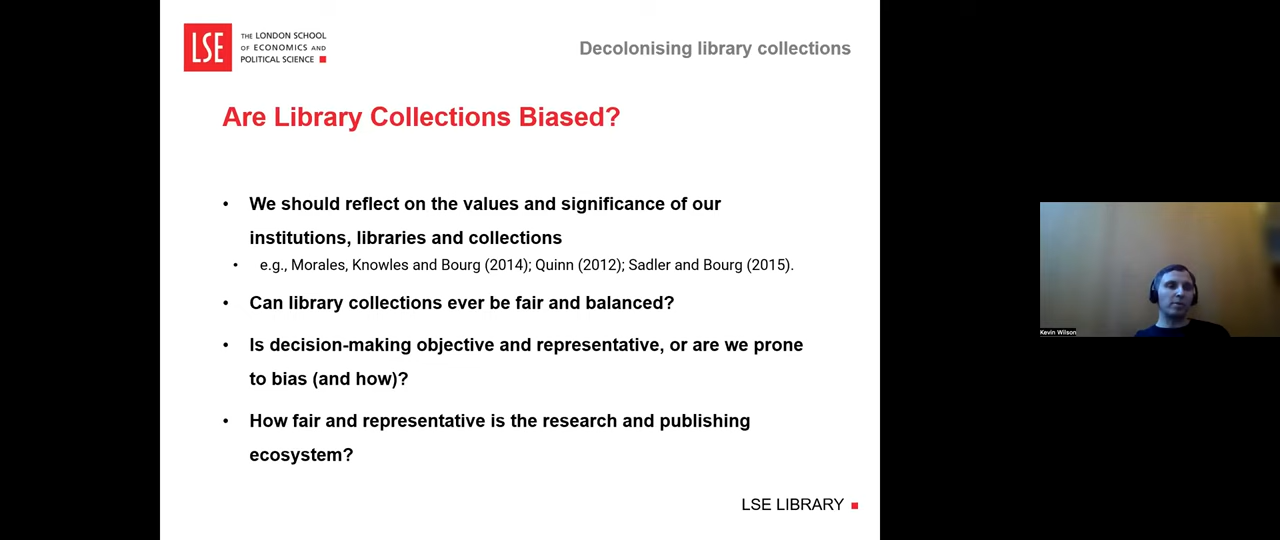 LSE
THE LONDON SCHOOL
OF ECONOMICS AND
POLITICAL SCIENCE
Decolonising library collections
Are Library Collections Biased?
• We should reflect on the values and significance of our
institutions, libraries and collections
• e.g., Morales, Knowles and Bourg (2014); Quinn (2012); Sadler and Bourg (2015).
• Can library collections ever be fair and balanced?
• Is decision-making objective and representative, or are we prone
to bias (and how)?
• How fair and representative is the research and publishing
ecosystem?
LSE LIBRARY
Kevin Wilson